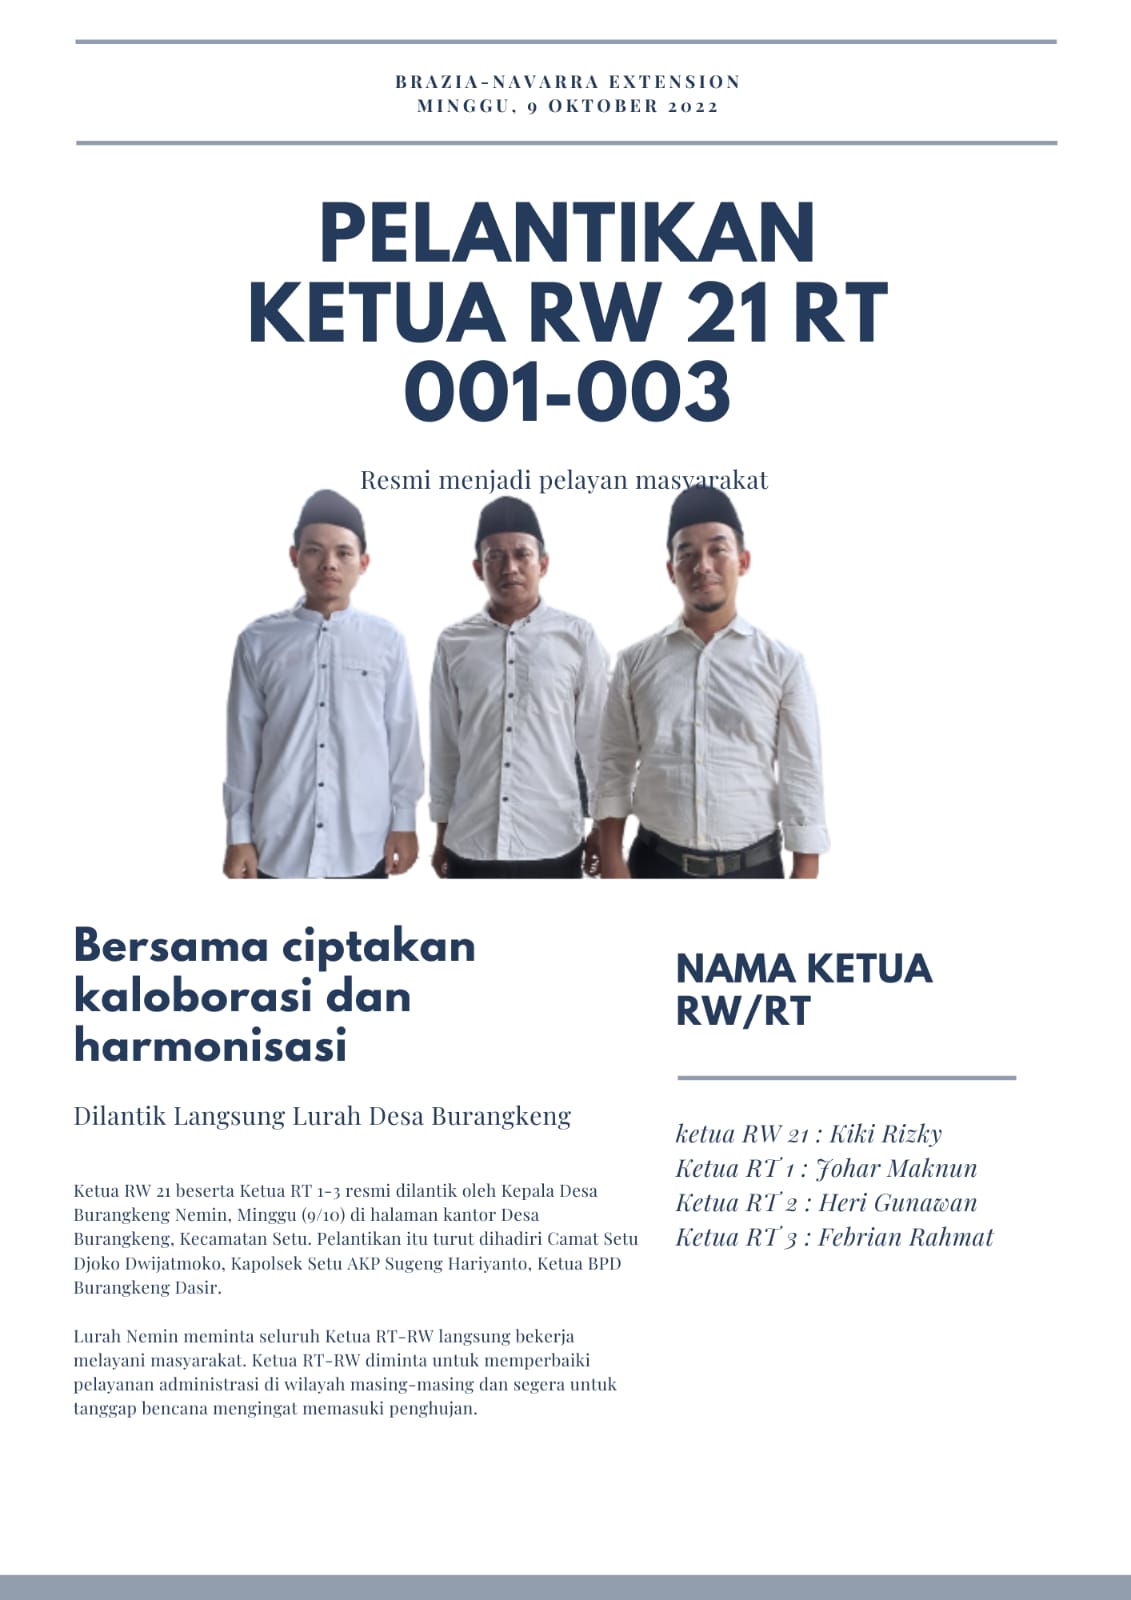 BRAZIA-NAVARRA EXTENSION
MINGGU, 9 OKTOBER 2022
PELANTIKAN
KETUA RW 21 RT
001-003
Resmi menjadi pelayan masyarakat
Bersama ciptakan
kaloborasi dan
harmonisasi
Dilantik Langsung Lurah Desa Burangkeng
Ketua RW 21 beserta Ketua RT 1-3 resmi dilantik oleh Kepala Desa
Burangkeng Nemin, Minggu (9/10) di halaman kantor Desa
Burangkeng, Kecamatan Setu. Pelantikan itu turut dihadiri Camat Setu
Djoko Dwijatmoko, Kapolsek Setu AKP Sugeng Hariyanto, Ketua BPD
Burangkeng Dasir.
Lurah Nemin meminta seluruh Ketua RT-RW langsung bekerja
melayani masyarakat. Ketua RT-RW diminta untuk memperbaiki
pelayanan administrasi di wilayah masing-masing dan segera untuk
tanggap bencana mengingat memasuki penghujan.
NAMA KETUA
RW/RT
ketua RW 21 : Kiki Rizky
Ketua RT 1 : Johar Maknun
Ketua RT 2 : Heri Gunawan
Ketua RT 3 : Febrian Rahmat